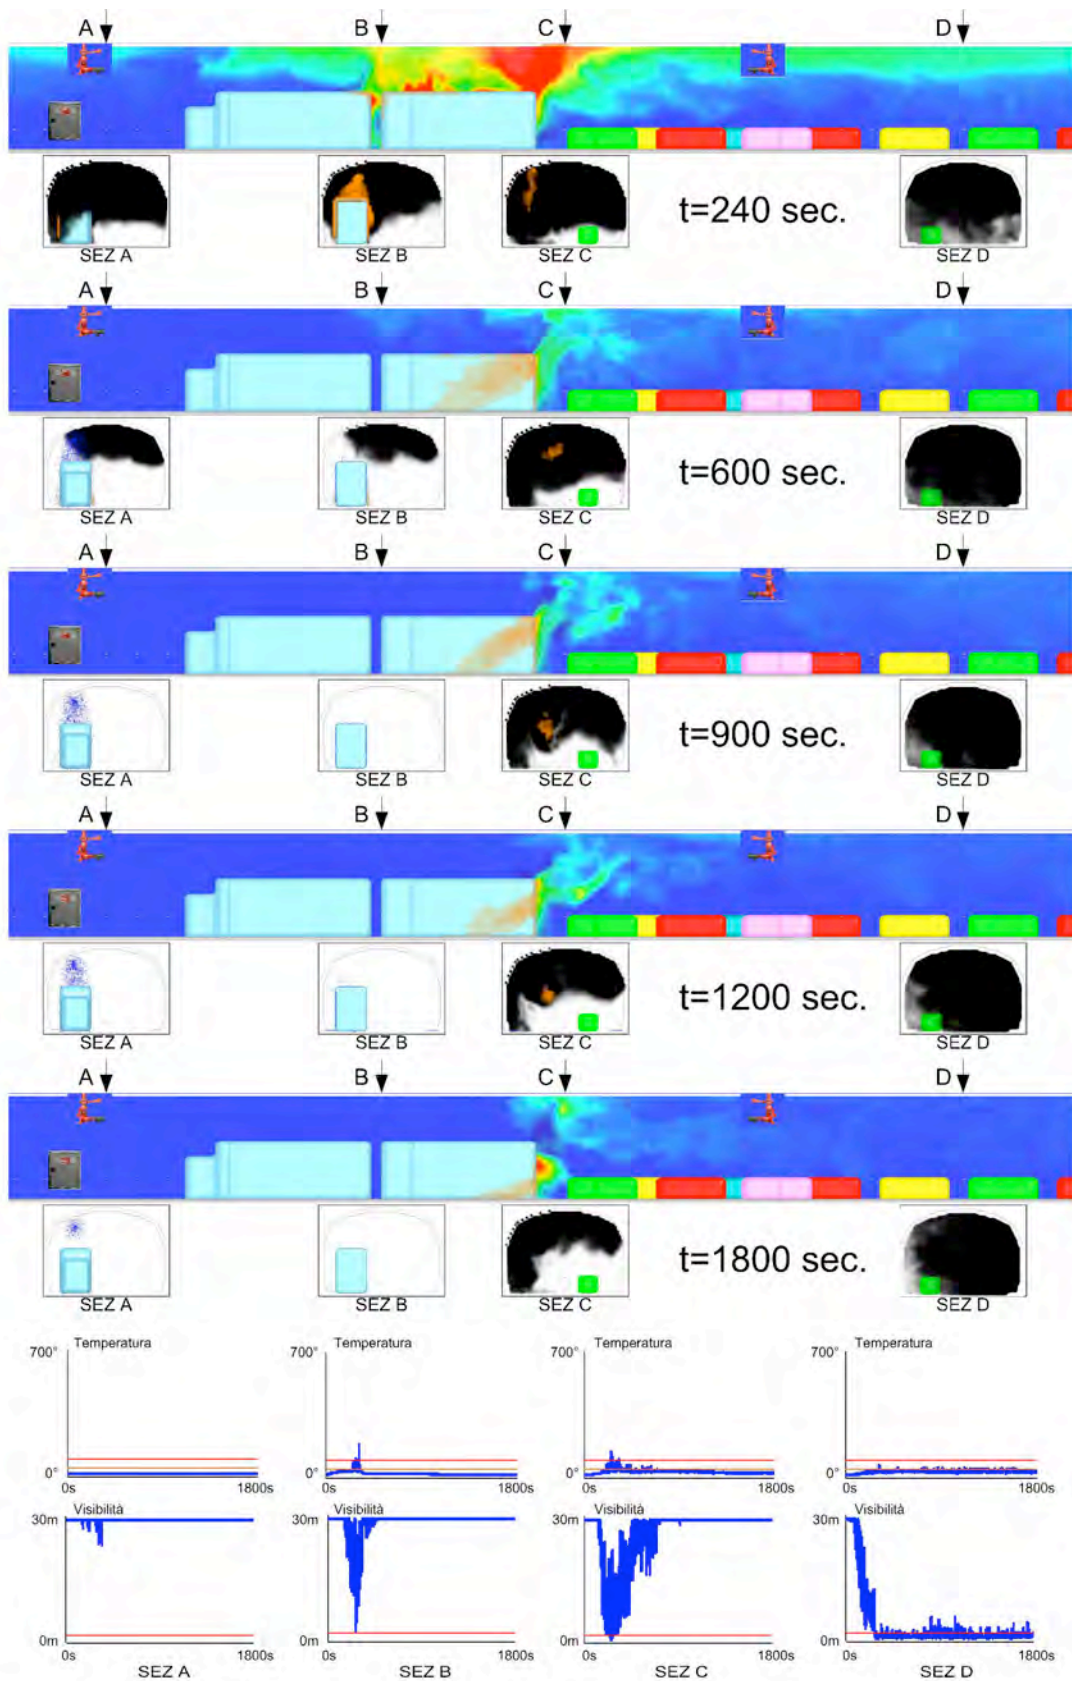 A B C D
SEZ A SEZ B SEZ C t=240 sec. SEZ D
A B C D
SEZ A SEZ B SEZ C t=600 sec. SEZ D
A B C D
SEZ A SEZ B SEZ C t=900 sec. SEZ D
A B C D
SEZ A SEZ B SEZ C t=1200 sec. SEZ D
A B C D
SEZ A SEZ B SEZ C t=1800 sec. SEZ D
Temperatura Temperatura Temperatura Temperatura
700° 700° 700° 700°
0° 0° 0° 0°
0s 1800s 0s 1800s 0s 1800s 0s 1800s
Visibilità Visibilità Visibilità Visibilità
30m 30m 30m 30m
0m 0m 0m 0m
0s 1800s 0s 1800s 0s 1800s 0s 1800s
SEZ A SEZ B SEZ C SEZ D